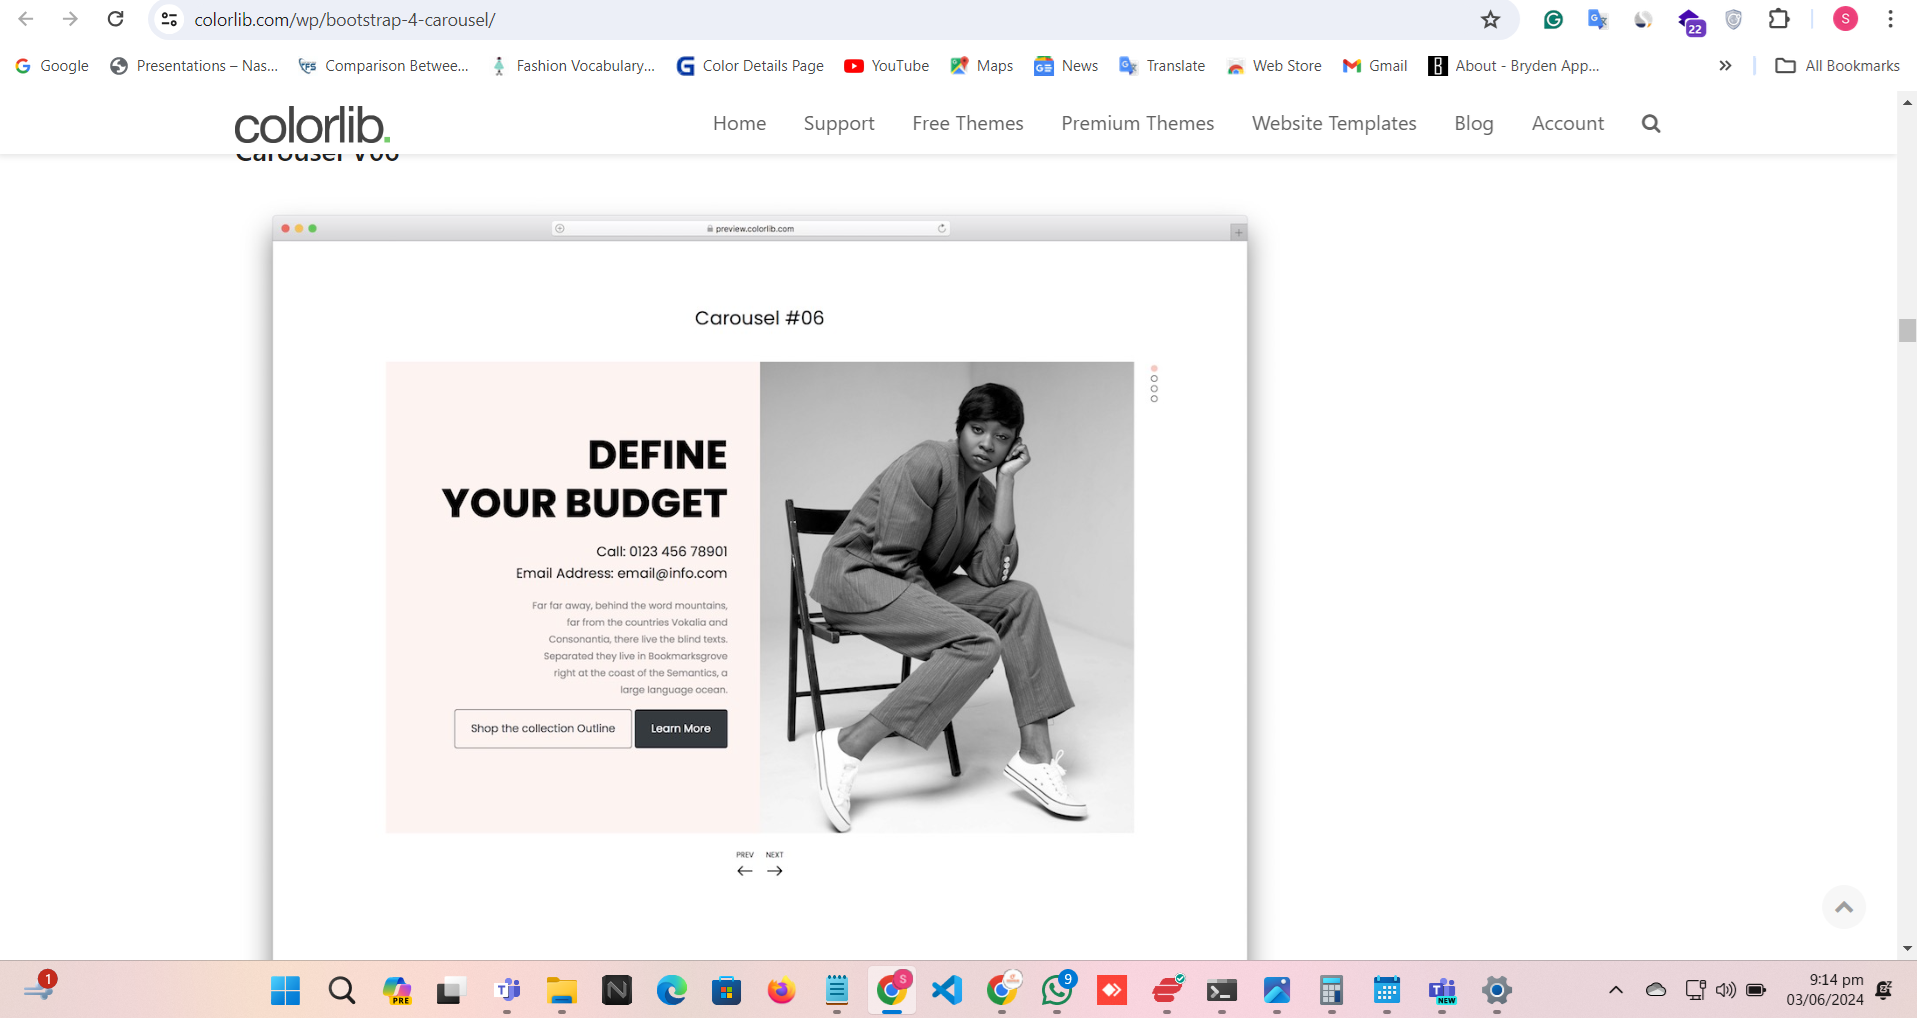 colorlib.com/wp/bootstrap-4-carousel/
22
S
Google
Presentations – Nas...
Comparison Betwee...
Fashion Vocabulary...
Color Details Page
YouTube
Maps
News
Translate
Web Store
Gmail
About - Bryden App...
All Bookmarks
colorlib.
Home
Support
Free Themes
Premium Themes
Website Templates
Blog
Account
Carousel V06
preview.colorlib.com
Carousel #06
DEFINE
YOUR BUDGET
Call: 0123 456 78901
Email Address: email@info.com
Far far away, behind the word mountains,
far from the countries Vokalia and
Consonantia, there live the blind texts.
Separated they live in Bookmarksgrove
right at the coast of the Semantics, a
large language ocean.
Shop the collection Outline
Learn More
PREV
NEXT
1
PRE
S
9
NEW
9:14 pm
03/06/2024